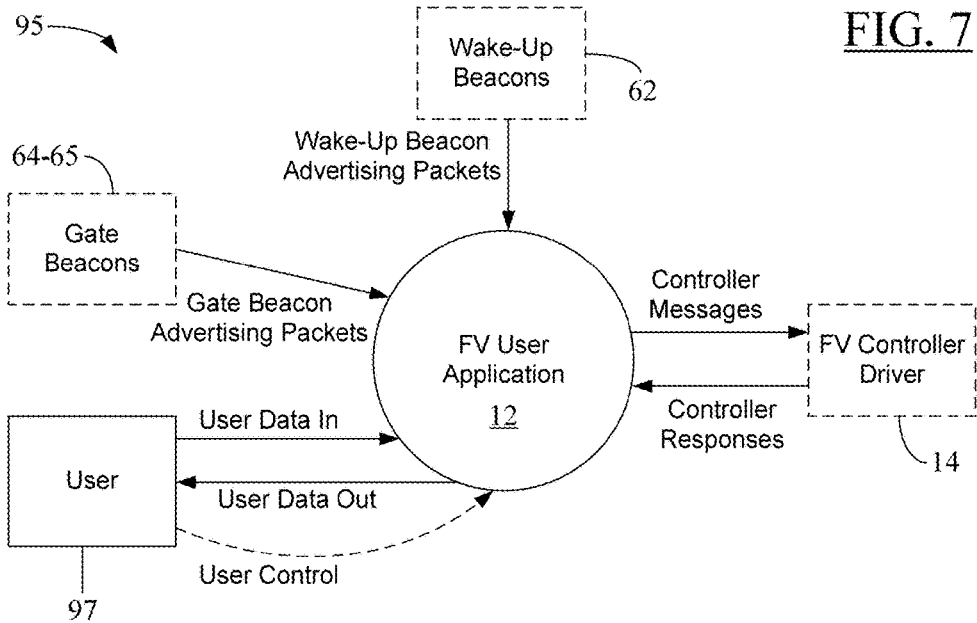 95
FIG. 7
Wake-Up
Beacons
62
Wake-Up Beacon
Advertising Packets
64-65
Gate
Beacons
Gate Beacon
Advertising Packets
Controller
Messages
FV User
Application
12
FV Controller
Driver
Controller
Responses
14
User Data In
User
User Data Out
User Control
97